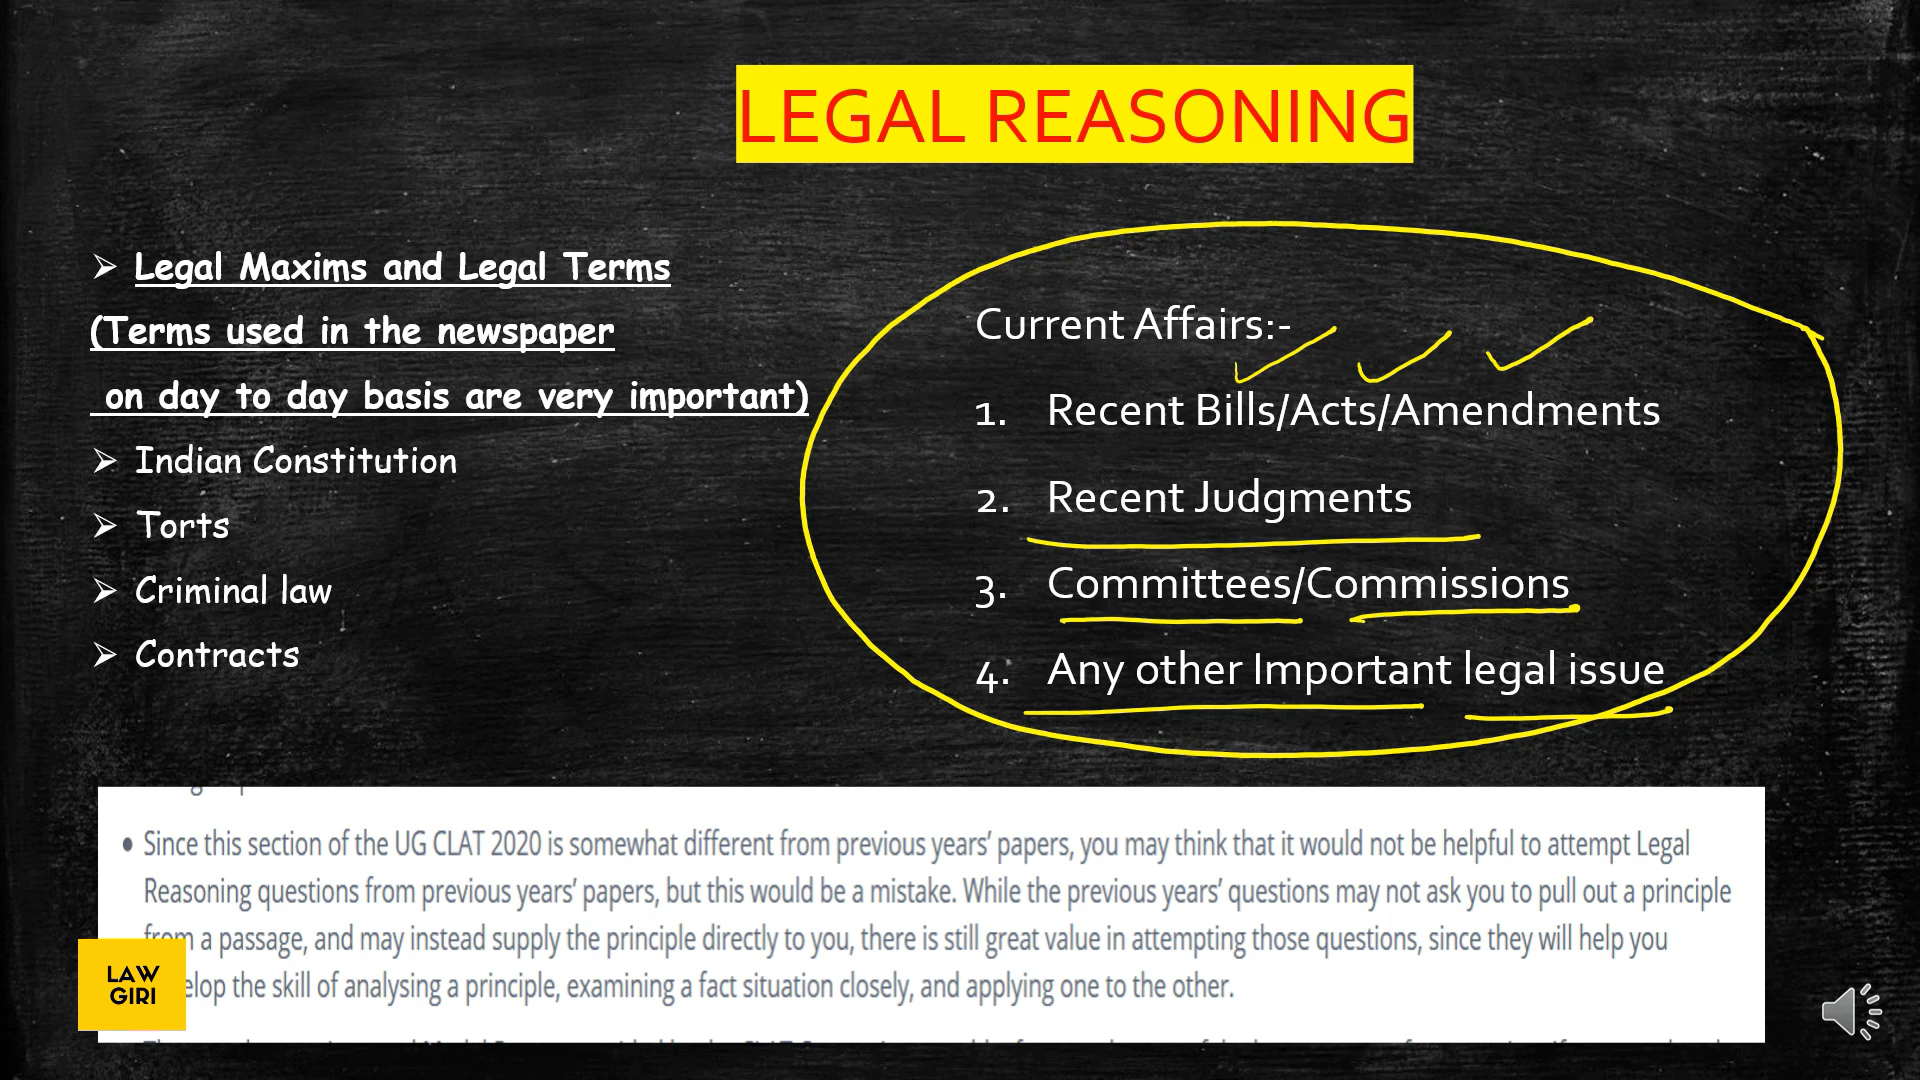 LEGAL REASONING
➢ Legal Maxims and Legal Terms
(Terms used in the newspaper
on day to day basis are very important)
➢ Indian Constitution
➢ Torts
➢ Criminal law
➢ Contracts
Current Affairs:-
1. Recent Bills/Acts/Amendments
2. Recent Judgments
3. Committees/Commissions
4. Any other Important legal issue
• Since this section of the UG CLAT 2020 is somewhat different from previous years’ papers, you may think that it would not be helpful to attempt Legal
Reasoning questions from previous years’ papers, but this would be a mistake. While the previous years’ questions may not ask you to pull out a principle
from a passage, and may instead supply the principle directly to you, there is still great value in attempting those questions, since they will help you
elop the skill of analysing a principle, examining a fact situation closely, and applying one to the other.
LAW
GIRI